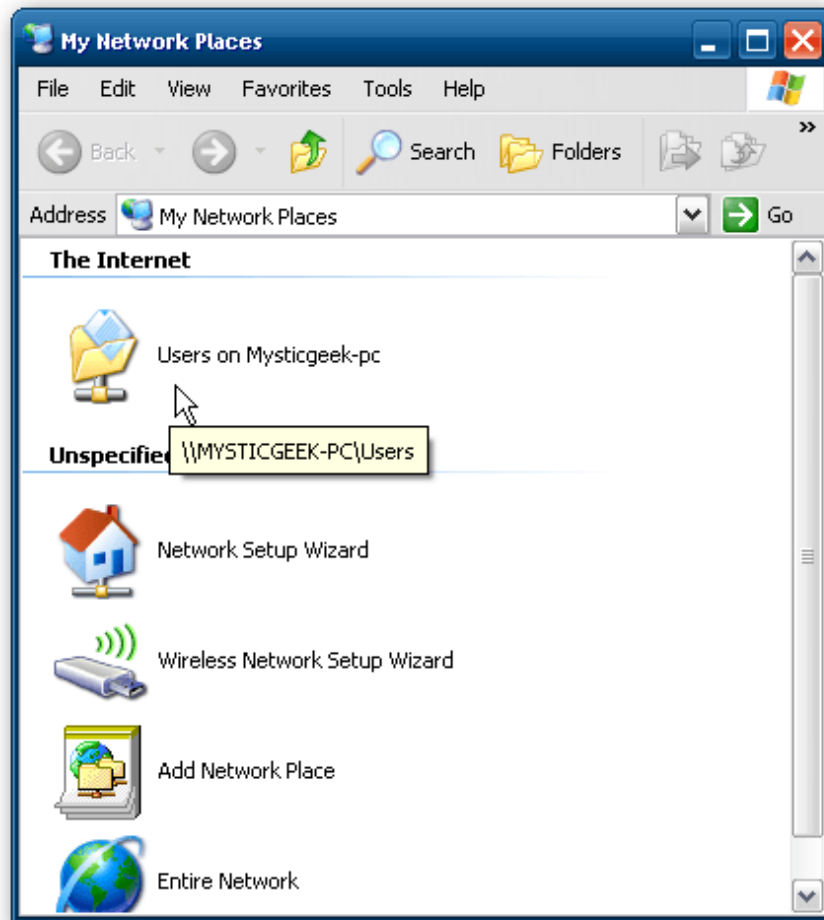 My Network Places
File Edit View Favorites Tools Help
Back Search Folders »
Address My Network Places Go
The Internet
Users on Mysticgeek-pc
\\MYSTICGEEK-PC\Users
Unspecified
Network Setup Wizard
Wireless Network Setup Wizard
Add Network Place
Entire Network